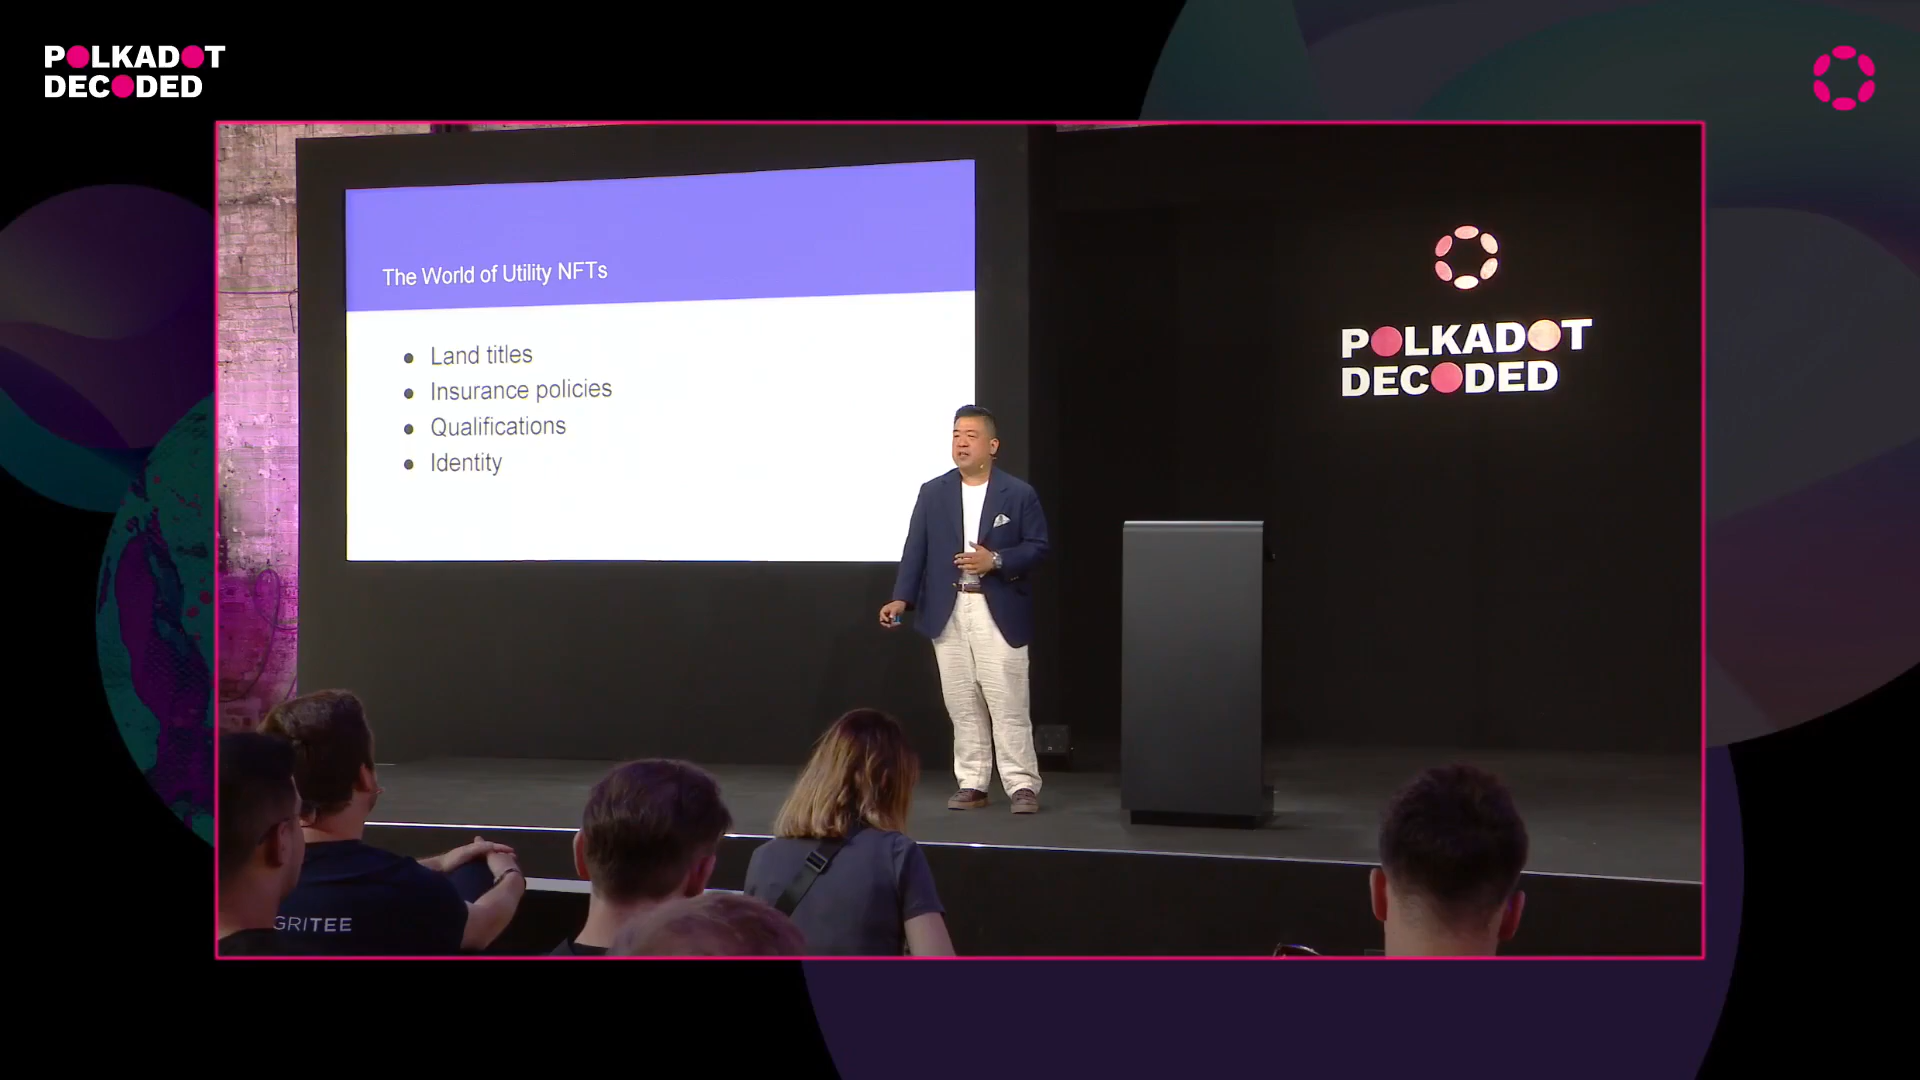 POLKADOT
DECODED
The World of Utility NFTs
● Land titles
● Insurance policies
● Qualifications
● Identity
POLKADOT
DECODED
GRITEE